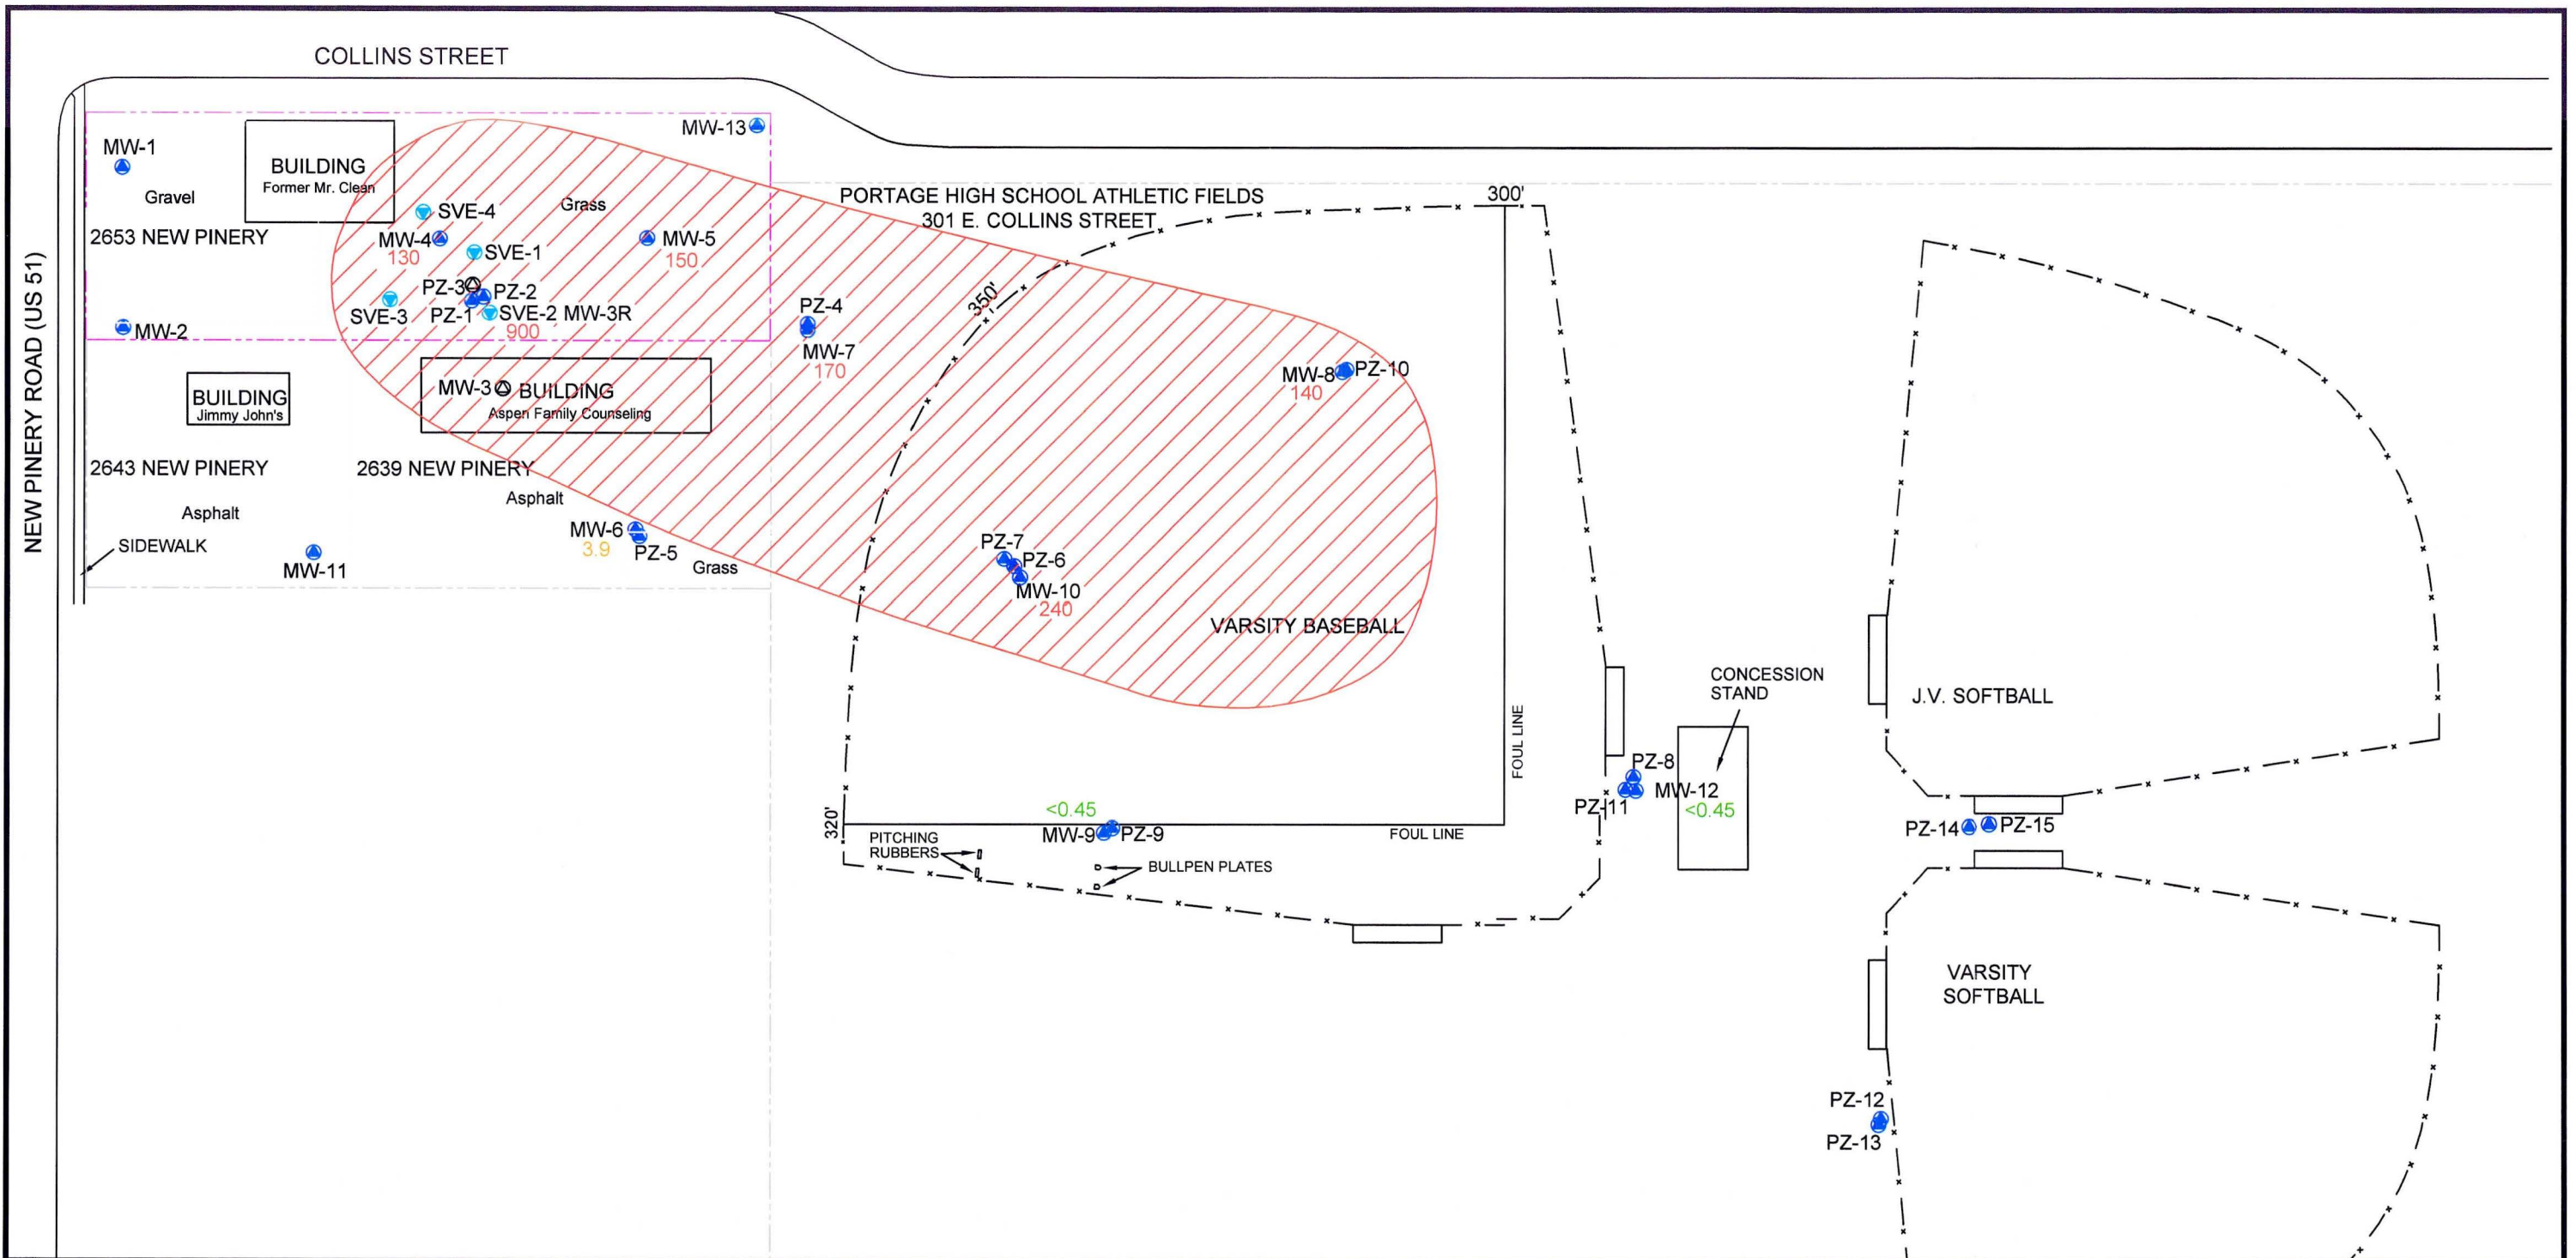 COLLINS STREET
MW-13
MW-1
BUILDING
Former Mr. Clean
Gravel
SVE-4
Grass
PORTAGE HIGH SCHOOL ATHLETIC FIELDS
301 E. COLLINS STREET
300'
2653 NEW PINERY
MW-4
130
SVE-1
MW-5
150
PZ-3
PZ-2
350'
SVE-3
PZ-1
SVE-2 MW-3R
900
PZ-4
MW-7
170
MW-2
NEW PINERY ROAD (US 51)
MW-8
PZ-10
140
BUILDING
Jimmy John's
MW-3
BUILDING
Aspen Family Counseling
2643 NEW PINERY
2639 NEW PINERY
Asphalt
Asphalt
SIDEWALK
MW-11
MW-6
3.9
PZ-5
Grass
PZ-7
PZ-6
MW-10
240
VARSITY BASEBALL
CONCESSION
STAND
J.V. SOFTBALL
FOUL LINE
PZ-8
PZ-11
MW-12
<0.45
<0.45
320'
MW-9
PZ-9
FOUL LINE
PITCHING
RUBBERS
BULLPEN PLATES
PZ-14
PZ-15
VARSITY
SOFTBALL
PZ-12
PZ-13